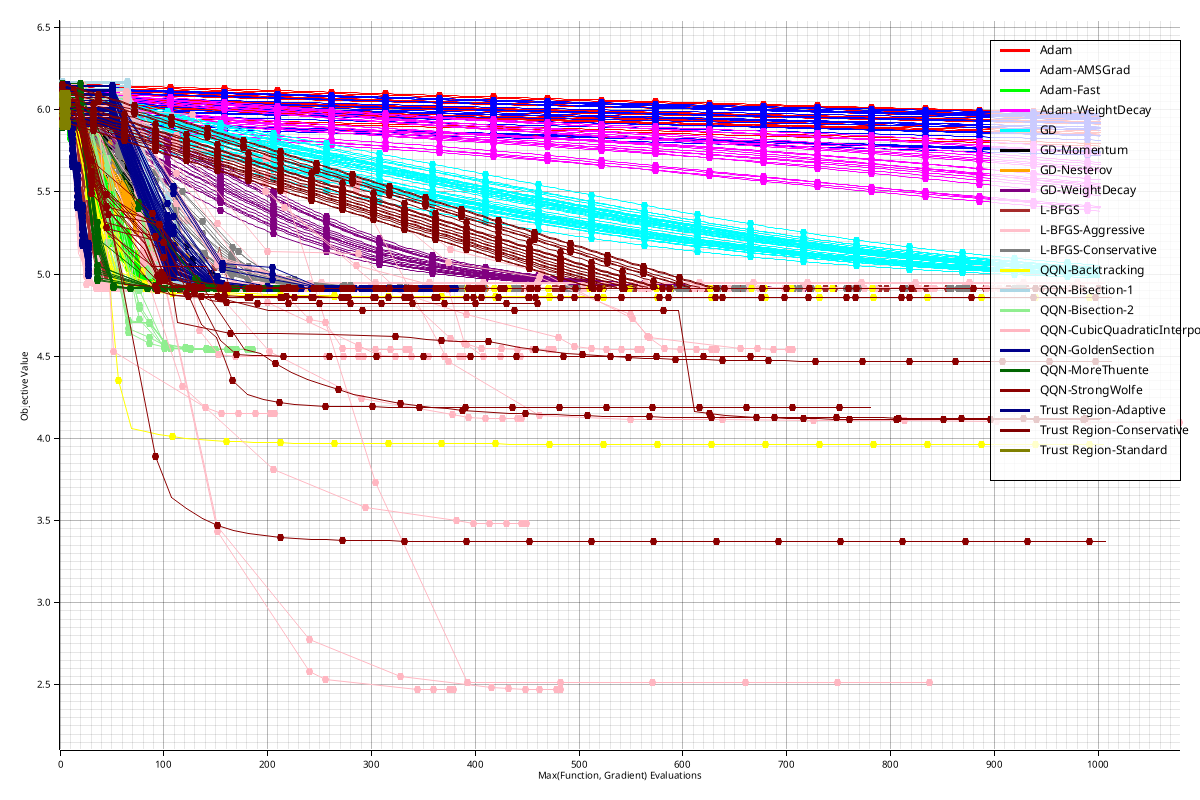 6.5
6.0
5.5
5.0
4.5
4.0
3.5
3.0
2.5
Objective Value
0 100 200 300 400 500 600 700 800 900 1000
Max(Function, Gradient) Evaluations
Adam
Adam-AMSGrad
Adam-Fast
Adam-WeightDecay
GD
GD-Momentum
GD-Nesterov
GD-WeightDecay
L-BFGS
L-BFGS-Aggressive
L-BFGS-Conservative
QQN-Backtracking
QQN-Bisection-1
QQN-Bisection-2
QQN-CubicQuadraticInterpo
QQN-GoldenSection
QQN-MoreThuente
QQN-StrongWolfe
Trust Region-Adaptive
Trust Region-Conservative
Trust Region-Standard